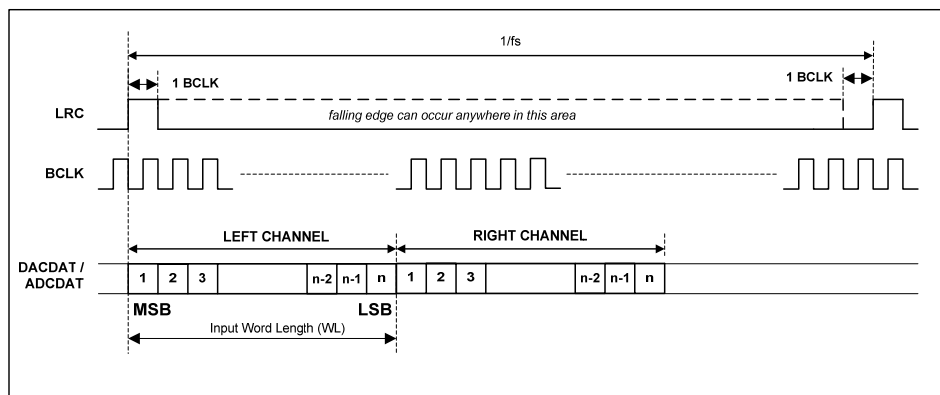 1/fs
1 BCLK
1 BCLK
LRC
falling edge can occur anywhere in this area
BCLK
LEFT CHANNEL
RIGHT CHANNEL
DACDAT /
ADCDAT
1 2 3 n-2 n-1 n 1 2 3 n-2 n-1 n
MSB
LSB
Input Word Length (WL)